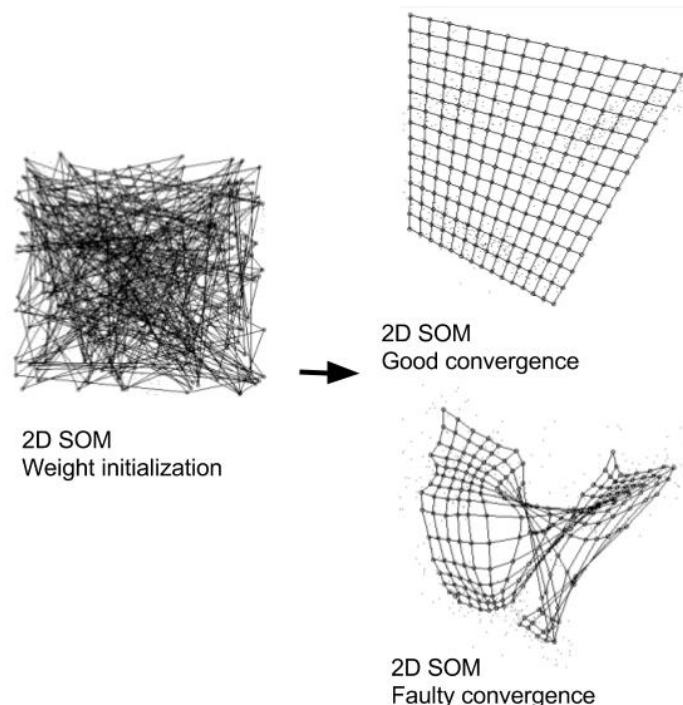 2D SOM
Weight initialization
2D SOM
Good convergence
2D SOM
Faulty convergence